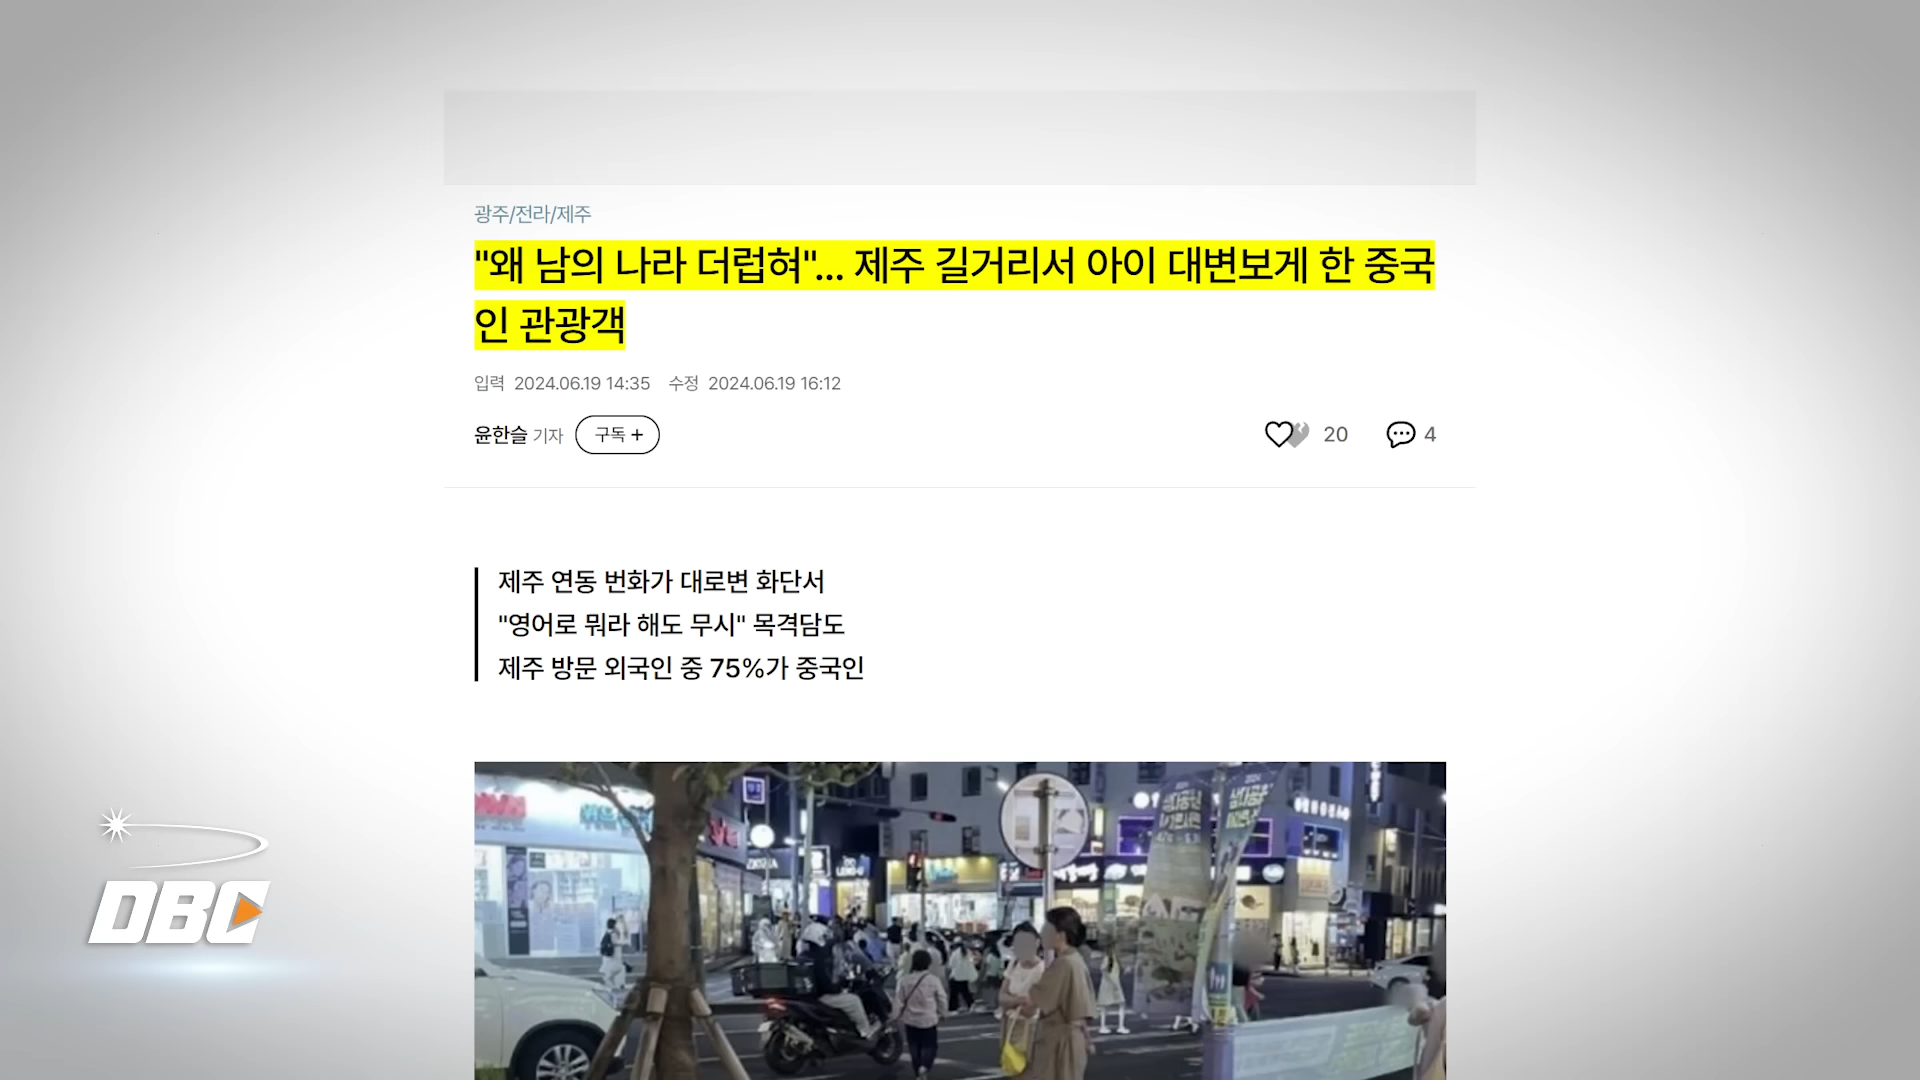 광주/전라/제주
"왜 남의 나라 더럽혀"... 제주 길거리서 아이 대변보게 한 중국
인 관광객
입력 2024.06.19 14:35 수정 2024.06.19 16:12
윤한슬 기자 구독 +
20 4
제주 연동 번화가 대로변 화단서
"영어로 뭐라 해도 무시" 목격담도
제주 방문 외국인 중 75%가 중국인
DBC